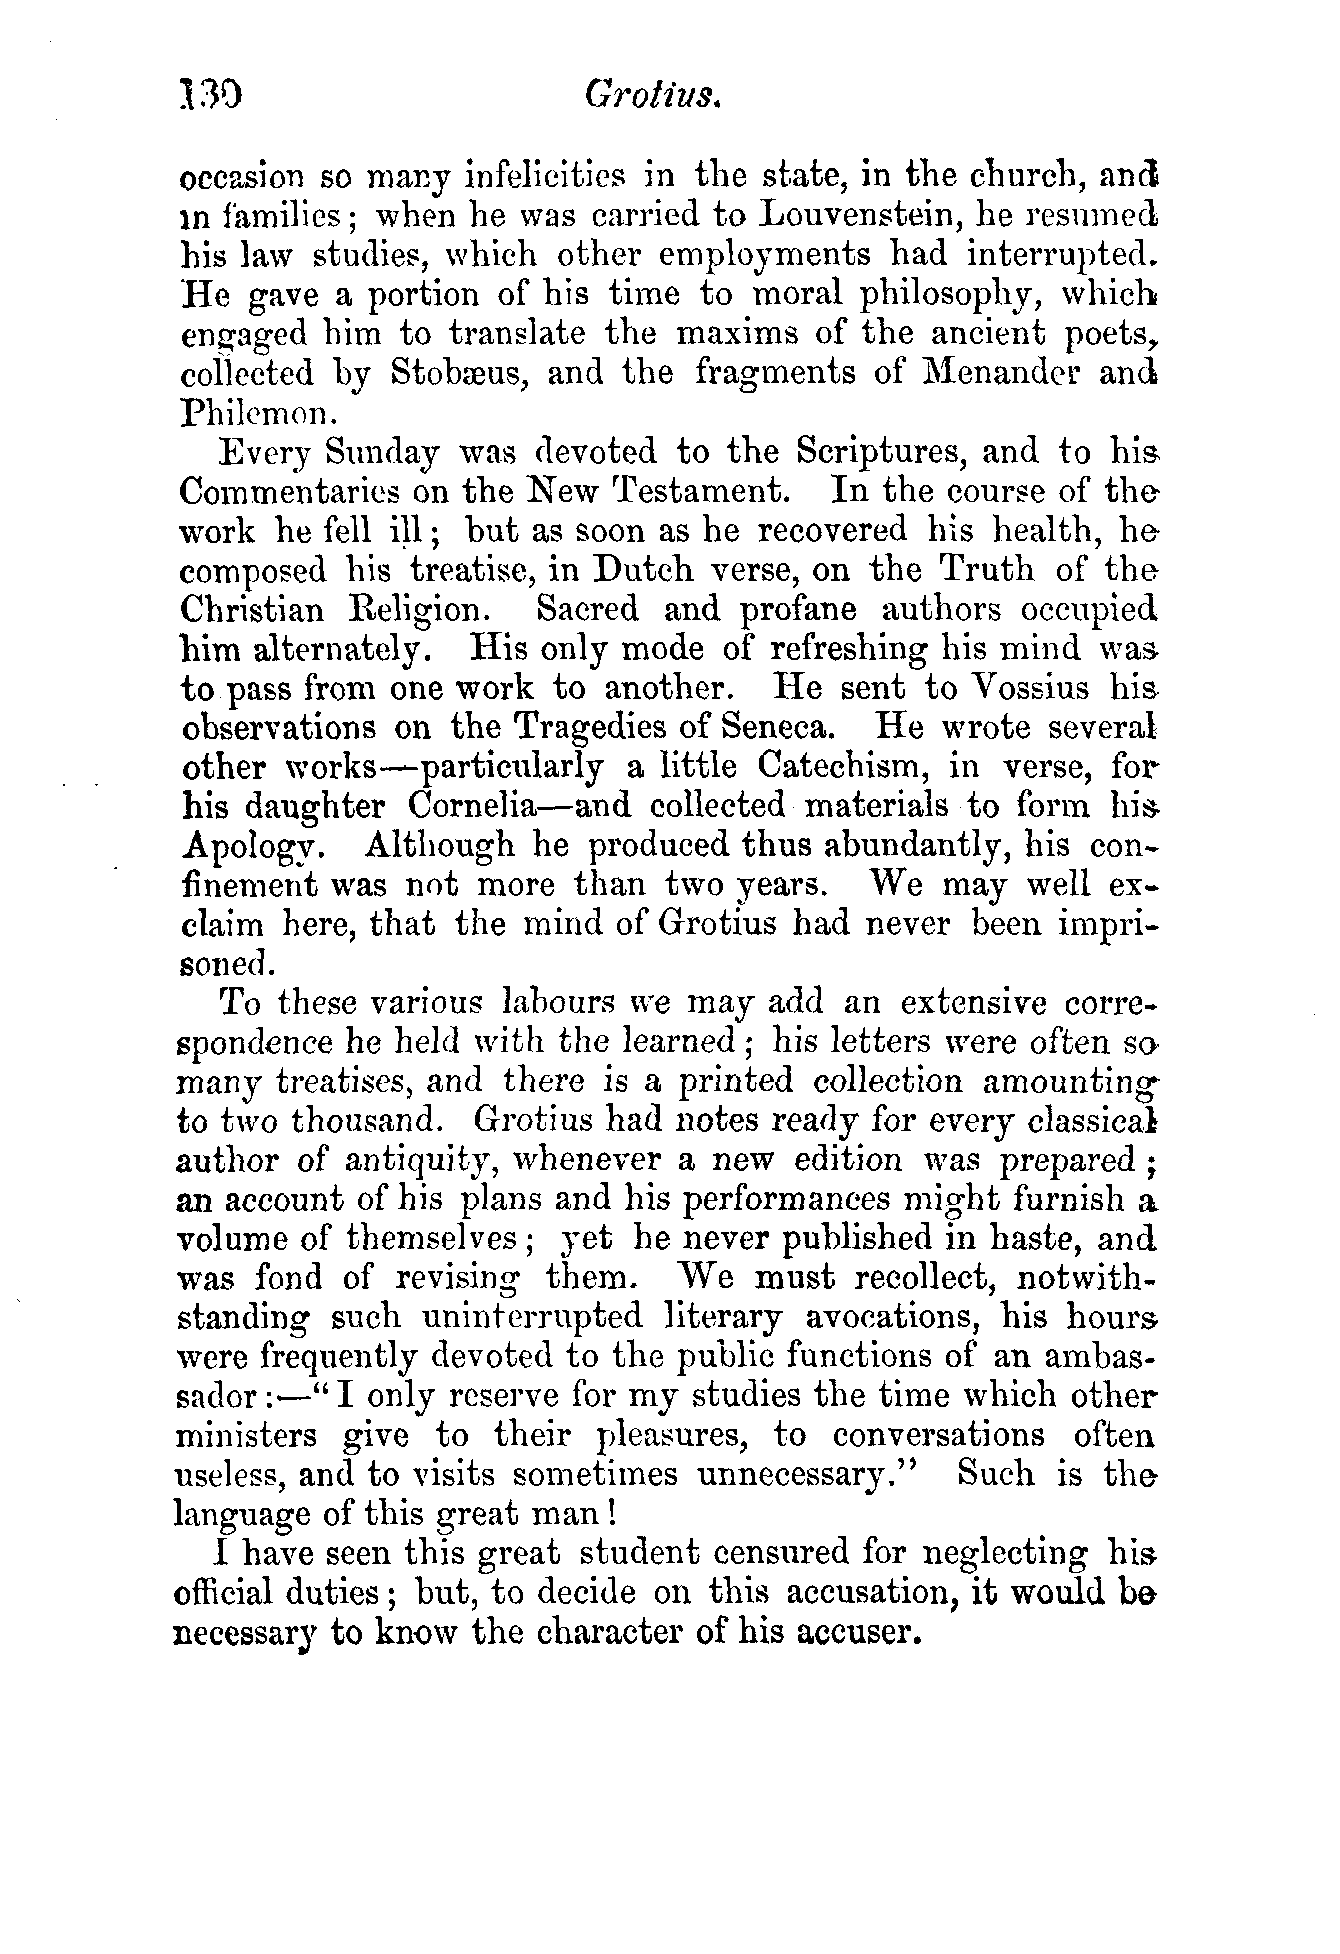 130 Grotius.
occasion so many infelicities in the state, in the church, and
in families; when he was carried to Louvenstein, he resumed
his law studies, which other employments had interrupted.
He gave a portion of his time to moral philosophy, which
engaged him to translate the maxims of the ancient poets,
collected by Stobæus, and the fragments of Menander and
Philemon.
Every Sunday was devoted to the Scriptures, and to his
Commentaries on the New Testament. In the course of the
work he fell ill; but as soon as he recovered his health, he
composed his treatise, in Dutch verse, on the Truth of the
Christian Religion. Sacred and profane authors occupied
him alternately. His only mode of refreshing his mind was
to pass from one work to another. He sent to Vossius his
observations on the Tragedies of Seneca. He wrote several
other works—particularly a little Catechism, in verse, for
his daughter Cornelia—and collected materials to form his
Apology. Although he produced thus abundantly, his con-
finement was not more than two years. We may well ex-
claim here, that the mind of Grotius had never been impri-
soned.
To these various labours we may add an extensive corre-
spondence he held with the learned; his letters were often so
many treatises, and there is a printed collection amounting
to two thousand. Grotius had notes ready for every classical
author of antiquity, whenever a new edition was prepared;
an account of his plans and his performances might furnish a
volume of themselves; yet he never published in haste, and
was fond of revising them. We must recollect, notwith-
standing such uninterrupted literary avocations, his hours
were frequently devoted to the public functions of an ambas-
sador:—"I only reserve for my studies the time which other
ministers give to their pleasures, to conversations often
useless, and to visits sometimes unnecessary." Such is the
language of this great man!
I have seen this great student censured for neglecting his
official duties; but, to decide on this accusation, it would be
necessary to know the character of his accuser.